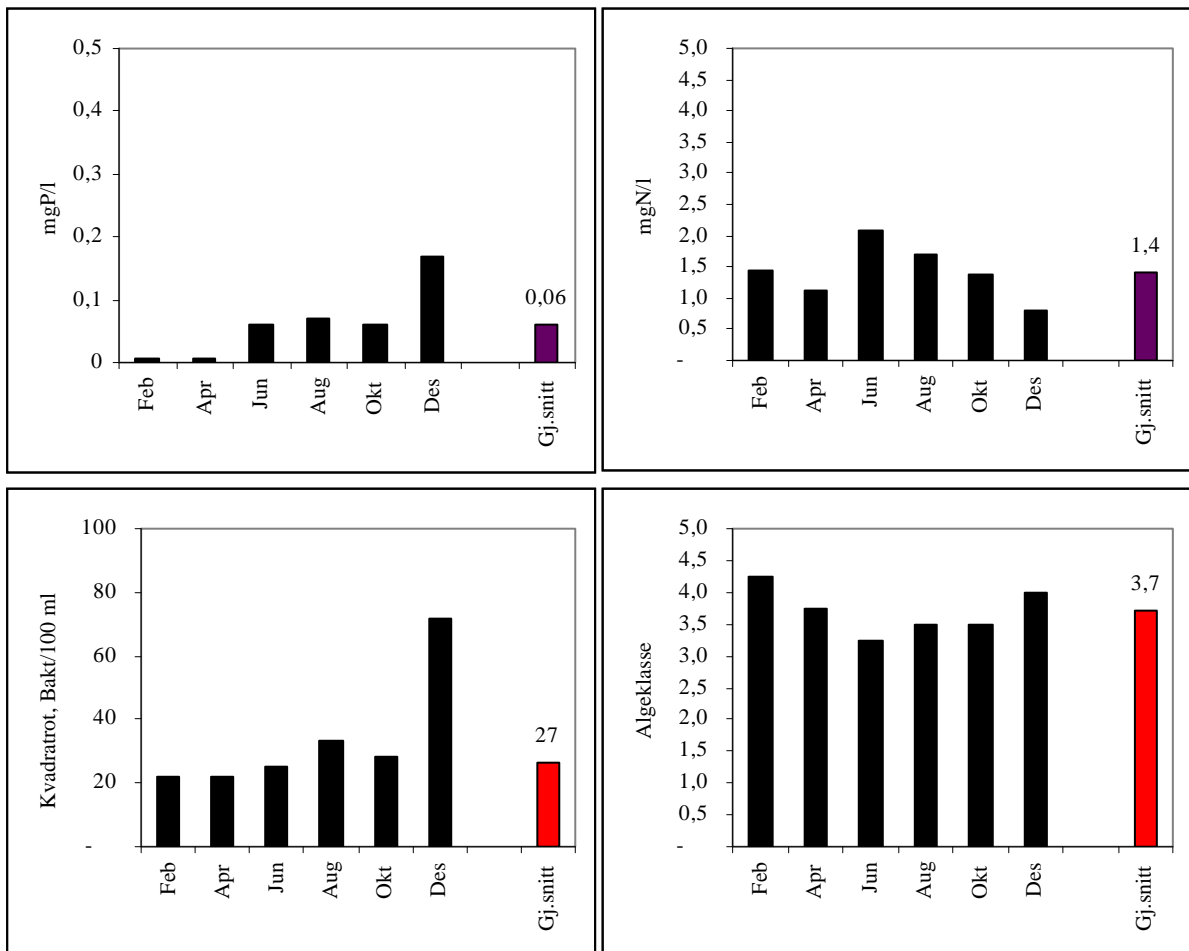 0,5
0,4
0,3
0,2
0,1
0
mgP/l
0,06
Feb
Apr
Jun
Aug
Okt
Des
Gj.snitt
5,0
4,5
4,0
3,5
3,0
2,5
2,0
1,5
1,0
0,5
-
mgN/l
1,4
Feb
Apr
Jun
Aug
Okt
Des
Gj.snitt
100
80
60
40
20
-
Kvadratrot, Bakt/100 ml
27
Feb
Apr
Jun
Aug
Okt
Des
Gj.snitt
5,0
4,5
4,0
3,5
3,0
2,5
2,0
1,5
1,0
0,5
-
Algeklasse
3,7
Feb
Apr
Jun
Aug
Okt
Des
Gj.snitt